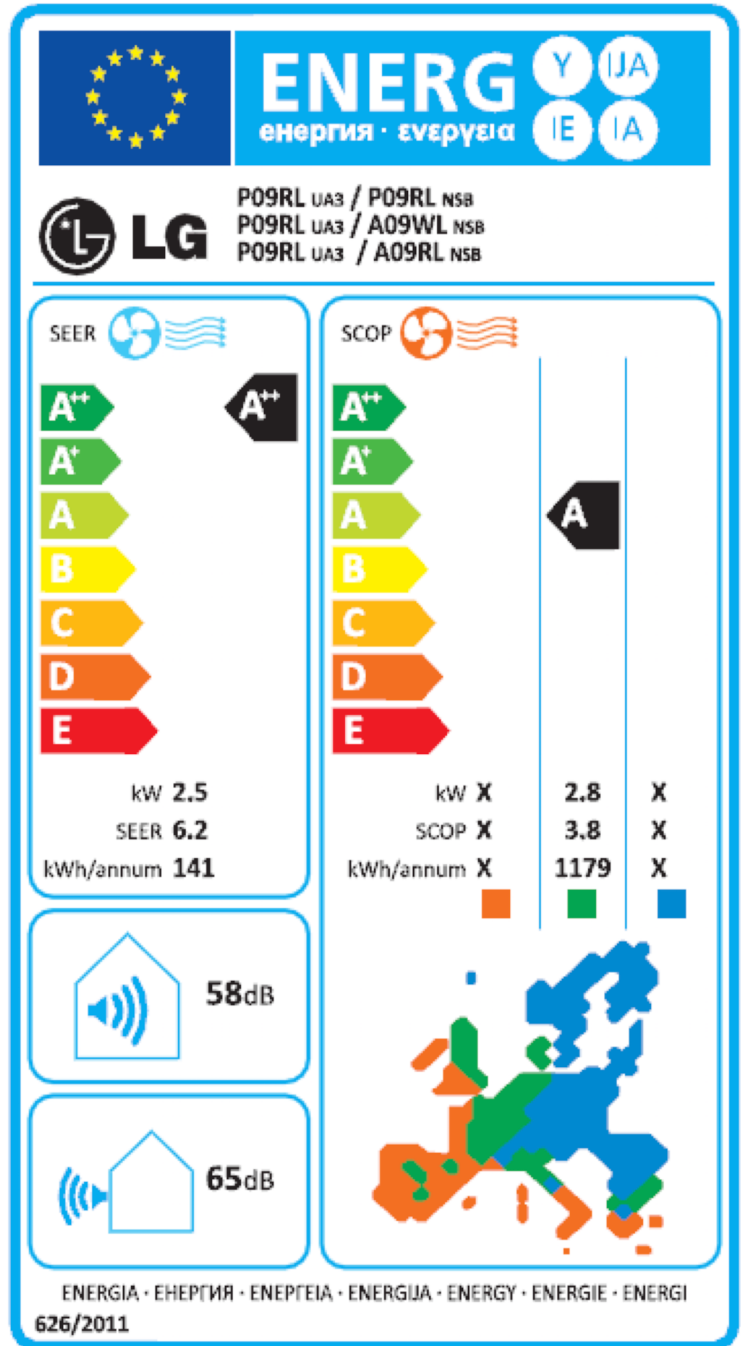 ENERG Y IJA
енергия · ενεργεια IE IA
LG
P09RL UA3 / P09RL NSB
P09RL UA3 / A09WL NSB
P09RL UA3 / A09RL NSB
SEER
A++ A++
A+
A
B
C
D
E
kW 2.5
SEER 6.2
kWh/annum 141
SCOP
A++
A+
A A
B
C
D
E
kW X 2.8 X
SCOP X 3.8 X
kWh/annum X 1179 X
58dB
65dB
ENERGIA · ЕНЕРГИЯ · ΕΝΕΡΓΕΙΑ · ENERGIJA · ENERGY · ENERGIE · ENERGI
626/2011